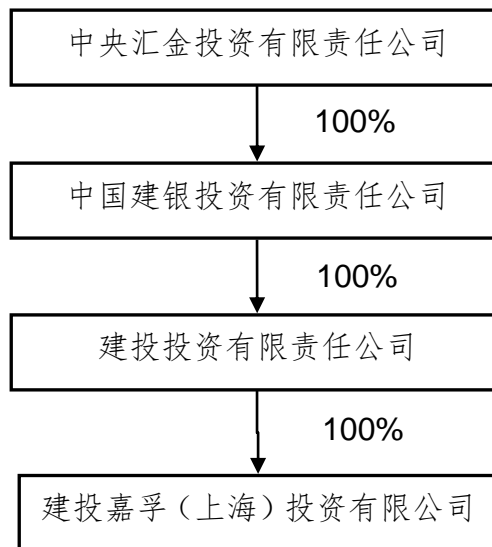 中央汇金投资有限责任公司
100%
中国建银投资有限责任公司
100%
建投投资有限责任公司
100%
建投嘉孚（上海）投资有限公司